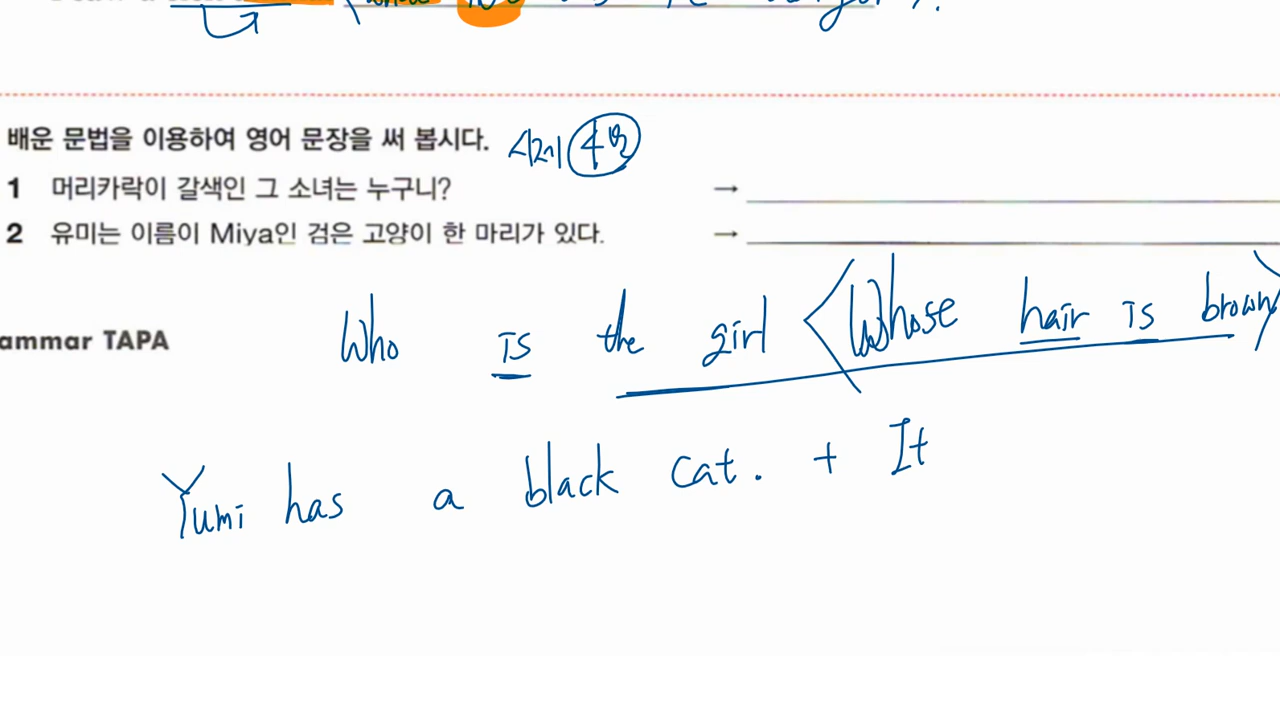 배운 문법을 이용하여 영어 문장을 써 봅시다. 4번
1 머리카락이 갈색인 그 소녀는 누구니? →
2 유미는 이름이 Miya인 검은 고양이 한 마리가 있다. →
Who is the girl <Whose hair is brown>
ammar TAPA
Yumi has a black cat. + It